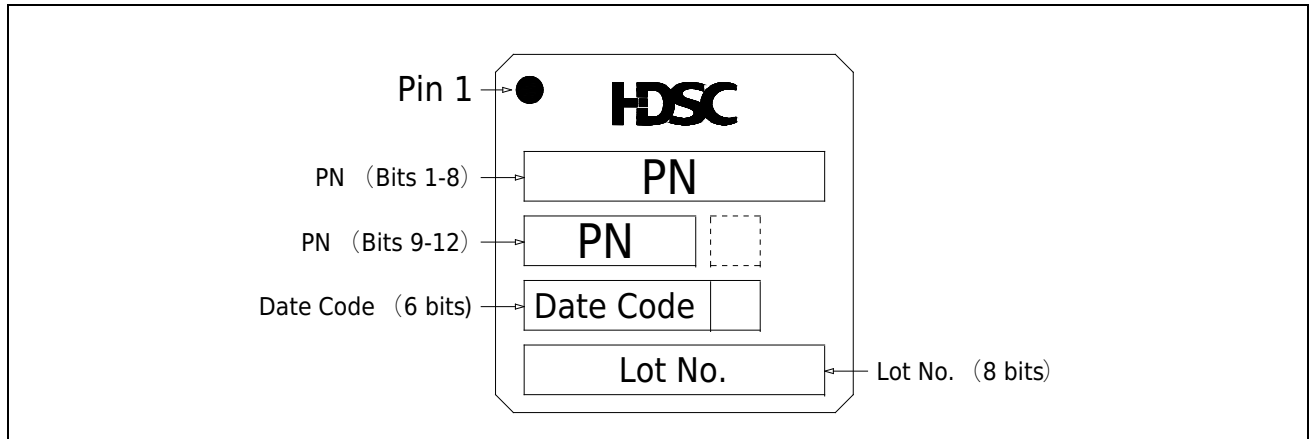 Pin 1
HDSC
PN （Bits 1-8） PN
PN （Bits 9-12） PN
Date Code （6 bits) Date Code
Lot No. Lot No. （8 bits）